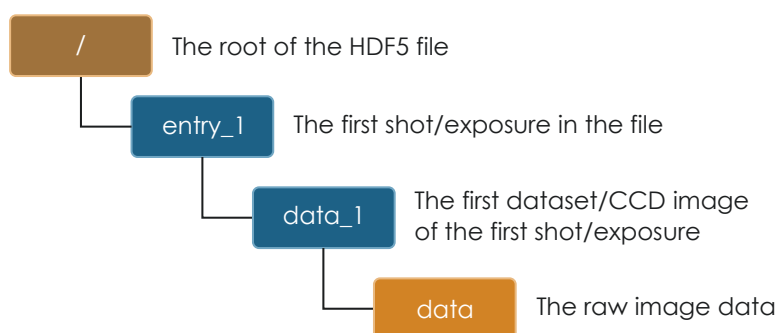 /
The root of the HDF5 file
entry_1
The first shot/exposure in the file
data_1
The first dataset/CCD image
of the first shot/exposure
data
The raw image data